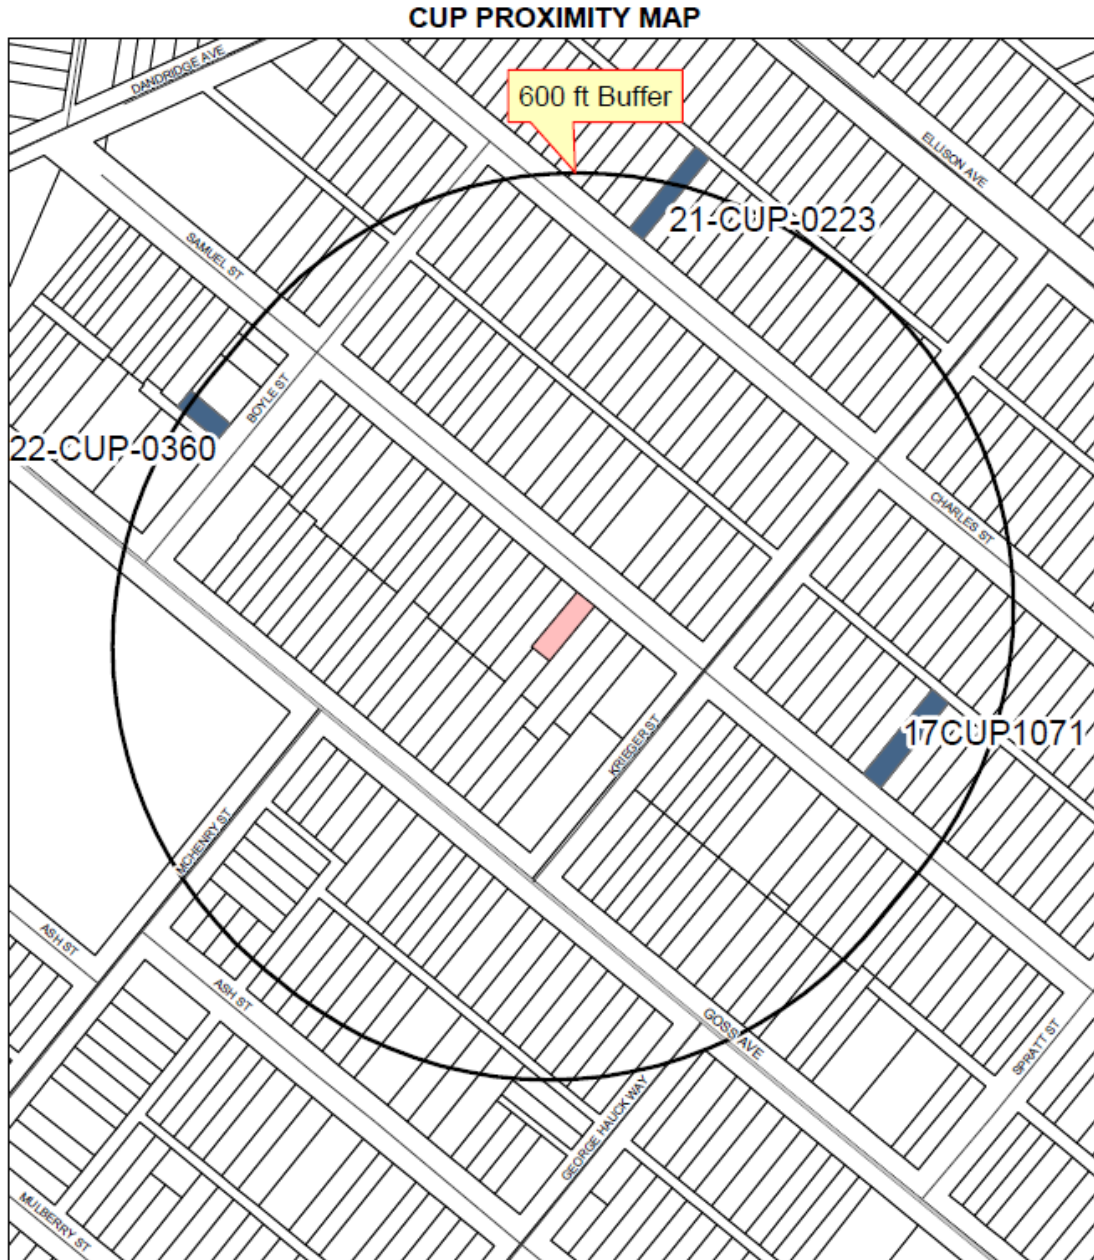 CUP PROXIMITY MAP
DANDRIDGE AVE
600 ft Buffer
ELLISON AVE
21-CUP-0223
SAMUEL ST
BOYLE ST
22-CUP-0360
CHARLES ST
17CUP1071
KRIEGER ST
MCHENRY ST
ASH ST
ASH ST
GOSS AVE
SPRATT ST
GEORGE HAUCK WAY
MULBERRY ST